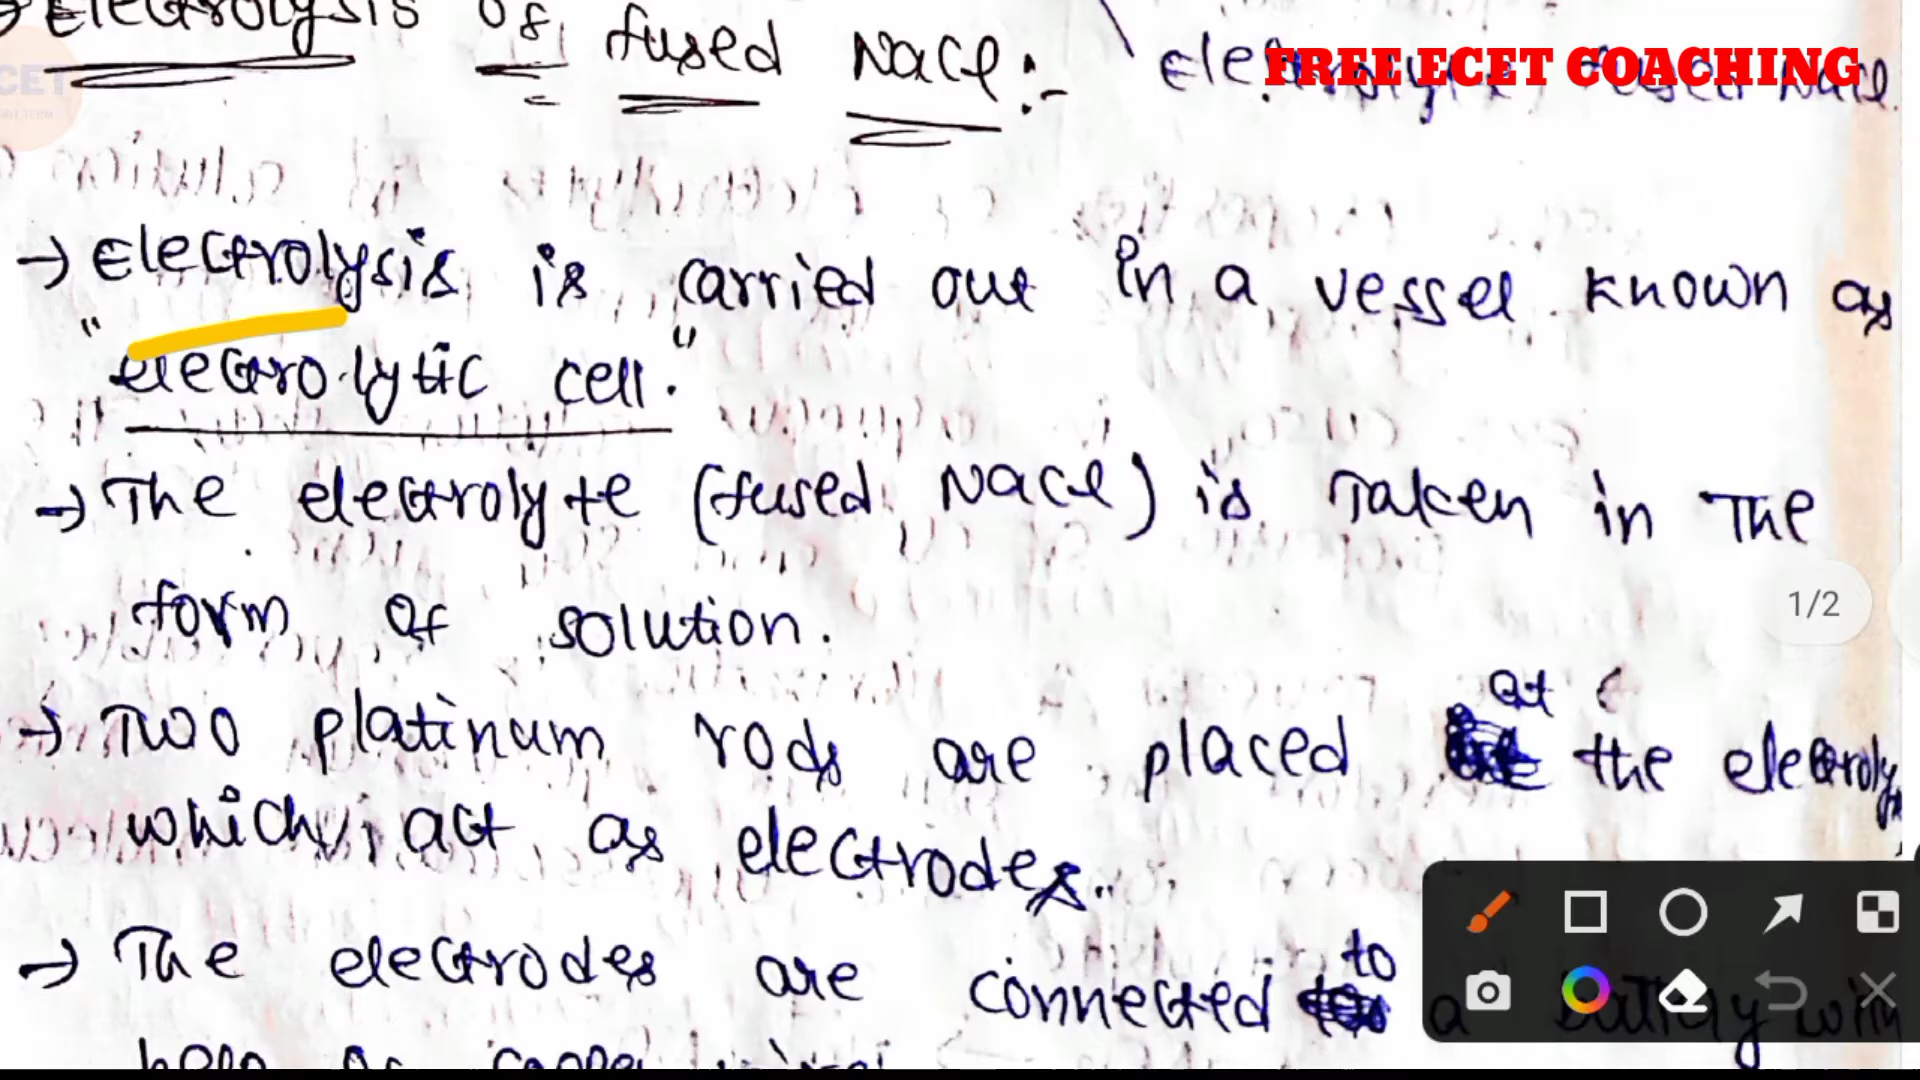 Electrolysis of fused NaCl :-
FREE ECET COACHING
→ Electrolysis is carried out in a vessel known as
"electrolytic cell."
→ The electrolyte (fused NaCl) is Taken in The
form of solution.
1/2
→ Two platinum rods are placed at the electroly
which act as electrodes.
→ The electrodes are connected to a battery with